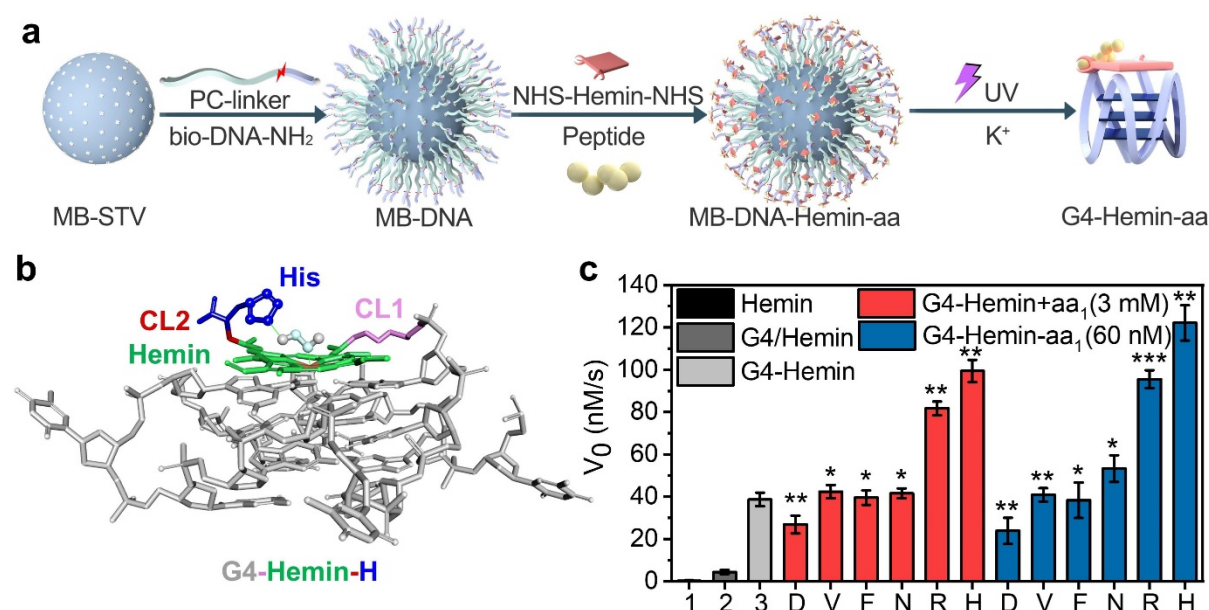 a
PC-linker
bio-DNA-NH₂
NHS-Hemin-NHS
Peptide
UV
K⁺
MB-STV
MB-DNA
MB-DNA-Hemin-aa
G4-Hemin-aa
b
His
CL1
CL2
Hemin
G4-Hemin-H
c
V₀ (nM/s)
140
120
100
80
60
40
20
0
Hemin
G4/Hemin
G4-Hemin
G4-Hemin+aa₁(3 mM)
G4-Hemin-aa₁(60 nM)
** * * * ** ** ** ** * * *** **
1 2 3 D V F N R H D V F N R H